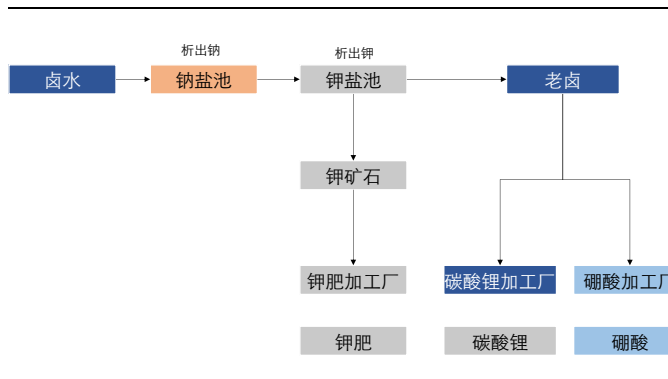 析出钠
析出钾
卤水
钠盐池
钾盐池
老卤
钾矿石
钾肥加工厂
碳酸锂加工厂
硼酸加工厂
钾肥
碳酸锂
硼酸